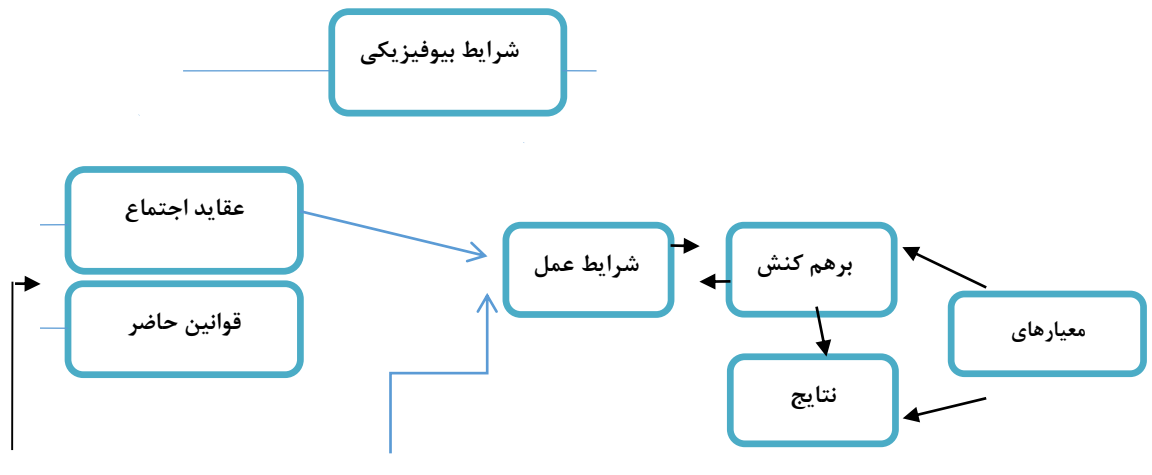 شرایط بیوفیزیکی
عقاید اجتماع
شرایط عمل
برهم کنش
قوانین حاضر
معیارهای
نتایج